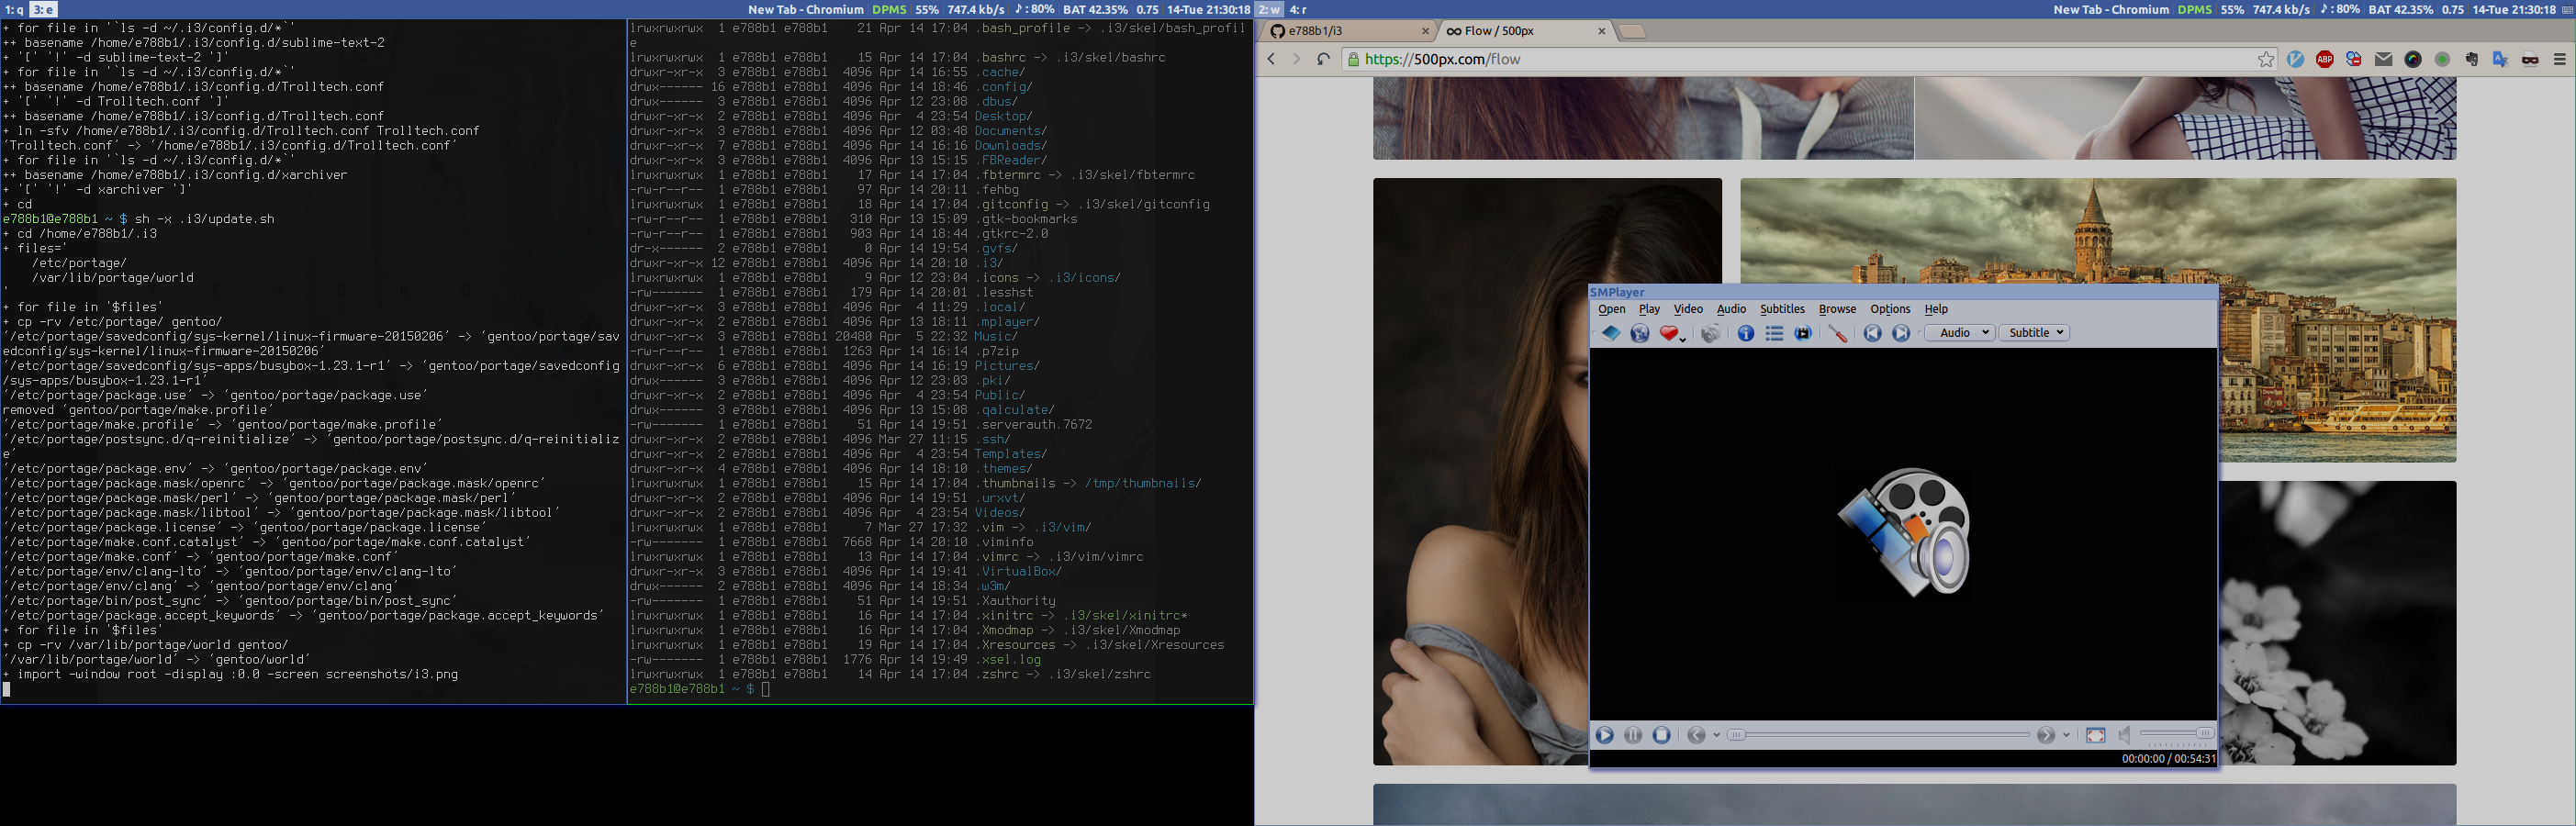 1: q 3: e New Tab - Chromium DPMS 55% 747.4 kb/s ♪ : 80% BAT 42.35% 0.75 14-Tue 21:30:18
+ for file in '`ls -d ~/.i3/config.d/*`'
++ basename /home/e788b1/.i3/config.d/sublime-text-2
+ '[' '!' -d sublime-text-2 ']'
+ for file in '`ls -d ~/.i3/config.d/*`'
++ basename /home/e788b1/.i3/config.d/Trolltech.conf
+ '[' '!' -d Trolltech.conf ']'
++ basename /home/e788b1/.i3/config.d/Trolltech.conf
+ ln -sfv /home/e788b1/.i3/config.d/Trolltech.conf Trolltech.conf
‘Trolltech.conf’ -> ‘/home/e788b1/.i3/config.d/Trolltech.conf’
+ for file in '`ls -d ~/.i3/config.d/*`'
++ basename /home/e788b1/.i3/config.d/xarchiver
+ '[' '!' -d xarchiver ']'
+ cd
e788b1@e788b1 ~ $ sh -x .i3/update.sh
+ cd /home/e788b1/.i3
+ files='
/etc/portage/
/var/lib/portage/world
'
+ for file in '$files'
+ cp -rv /etc/portage/ gentoo/
‘/etc/portage/savedconfig/sys-kernel/linux-firmware-20150206’ -> ‘gentoo/portage/sav
edconfig/sys-kernel/linux-firmware-20150206’
‘/etc/portage/savedconfig/sys-apps/busybox-1.23.1-r1’ -> ‘gentoo/portage/savedconfig
/sys-apps/busybox-1.23.1-r1’
‘/etc/portage/package.use’ -> ‘gentoo/portage/package.use’
removed ‘gentoo/portage/make.profile’
‘/etc/portage/make.profile’ -> ‘gentoo/portage/make.profile’
‘/etc/portage/postsync.d/q-reinitialize’ -> ‘gentoo/portage/postsync.d/q-reinitializ
e’
‘/etc/portage/package.env’ -> ‘gentoo/portage/package.env’
‘/etc/portage/package.mask/openrc’ -> ‘gentoo/portage/package.mask/openrc’
‘/etc/portage/package.mask/perl’ -> ‘gentoo/portage/package.mask/perl’
‘/etc/portage/package.mask/libtool’ -> ‘gentoo/portage/package.mask/libtool’
‘/etc/portage/package.license’ -> ‘gentoo/portage/package.license’
‘/etc/portage/make.conf.catalyst’ -> ‘gentoo/portage/make.conf.catalyst’
‘/etc/portage/make.conf’ -> ‘gentoo/portage/make.conf’
‘/etc/portage/env/clang-lto’ -> ‘gentoo/portage/env/clang-lto’
‘/etc/portage/env/clang’ -> ‘gentoo/portage/env/clang’
‘/etc/portage/bin/post_sync’ -> ‘gentoo/portage/bin/post_sync’
‘/etc/portage/package.accept_keywords’ -> ‘gentoo/portage/package.accept_keywords’
+ for file in '$files'
+ cp -rv /var/lib/portage/world gentoo/
‘/var/lib/portage/world’ -> ‘gentoo/world’
+ import -window root -display :0.0 -screen screenshots/i3.png
lrwxrwxrwx 1 e788b1 e788b1 21 Apr 14 17:04 .bash_profile -> .i3/skel/bash_profil
e
lrwxrwxrwx 1 e788b1 e788b1 15 Apr 14 17:04 .bashrc -> .i3/skel/bashrc
drwxr-xr-x 3 e788b1 e788b1 4096 Apr 14 16:55 .cache/
drwx------ 16 e788b1 e788b1 4096 Apr 14 18:46 .config/
drwx------ 3 e788b1 e788b1 4096 Apr 12 23:08 .dbus/
drwxr-xr-x 2 e788b1 e788b1 4096 Apr 4 23:54 Desktop/
drwxr-xr-x 3 e788b1 e788b1 4096 Apr 12 03:48 Documents/
drwxr-xr-x 7 e788b1 e788b1 4096 Apr 14 16:16 Downloads/
drwxr-xr-x 3 e788b1 e788b1 4096 Apr 13 15:15 .FBReader/
lrwxrwxrwx 1 e788b1 e788b1 17 Apr 14 17:04 .fbtermrc -> .i3/skel/fbtermrc
-rw-r--r-- 1 e788b1 e788b1 97 Apr 14 20:11 .fehbg
lrwxrwxrwx 1 e788b1 e788b1 18 Apr 14 17:04 .gitconfig -> .i3/skel/gitconfig
-rw-r--r-- 1 e788b1 e788b1 310 Apr 13 15:09 .gtk-bookmarks
-rw-r--r-- 1 e788b1 e788b1 903 Apr 14 18:44 .gtkrc-2.0
dr-x------ 2 e788b1 e788b1 0 Apr 14 19:54 .gvfs/
drwxr-xr-x 12 e788b1 e788b1 4096 Apr 14 20:10 .i3/
lrwxrwxrwx 1 e788b1 e788b1 9 Apr 12 23:04 .icons -> .i3/icons/
-rw------- 1 e788b1 e788b1 179 Apr 14 20:01 .lesshst
drwxr-xr-x 3 e788b1 e788b1 4096 Apr 4 11:29 .local/
drwxr-xr-x 2 e788b1 e788b1 4096 Apr 13 18:11 .mplayer/
drwxr-xr-x 3 e788b1 e788b1 20480 Apr 5 22:32 Music/
-rw-r--r-- 1 e788b1 e788b1 1263 Apr 14 16:14 .p7zip
drwxr-xr-x 6 e788b1 e788b1 4096 Apr 14 16:19 Pictures/
drwx------ 3 e788b1 e788b1 4096 Apr 12 23:03 .pki/
drwxr-xr-x 2 e788b1 e788b1 4096 Apr 4 23:54 Public/
drwx------ 3 e788b1 e788b1 4096 Apr 13 15:08 .qalculate/
-rw------- 1 e788b1 e788b1 51 Apr 14 19:51 .serverauth.7672
drwxr-xr-x 2 e788b1 e788b1 4096 Mar 27 11:15 .ssh/
drwxr-xr-x 2 e788b1 e788b1 4096 Apr 4 23:54 Templates/
drwxr-xr-x 4 e788b1 e788b1 4096 Apr 14 18:10 .themes/
lrwxrwxrwx 1 e788b1 e788b1 15 Apr 14 17:04 .thumbnails -> /tmp/thumbnails/
drwxr-xr-x 2 e788b1 e788b1 4096 Apr 14 19:51 .urxvt/
drwxr-xr-x 2 e788b1 e788b1 4096 Apr 4 23:54 Videos/
lrwxrwxrwx 1 e788b1 e788b1 7 Mar 27 17:32 .vim -> .i3/vim/
-rw------- 1 e788b1 e788b1 7668 Apr 14 20:10 .viminfo
lrwxrwxrwx 1 e788b1 e788b1 13 Apr 14 17:04 .vimrc -> .i3/vim/vimrc
drwxr-xr-x 3 e788b1 e788b1 4096 Apr 14 19:41 .VirtualBox/
drwx------ 2 e788b1 e788b1 4096 Apr 14 18:34 .w3m/
-rw------- 1 e788b1 e788b1 51 Apr 14 19:51 .Xauthority
lrwxrwxrwx 1 e788b1 e788b1 16 Apr 14 17:04 .xinitrc -> .i3/skel/xinitrc*
lrwxrwxrwx 1 e788b1 e788b1 16 Apr 14 17:04 .Xmodmap -> .i3/skel/Xmodmap
lrwxrwxrwx 1 e788b1 e788b1 19 Apr 14 17:04 .Xresources -> .i3/skel/Xresources
-rw------- 1 e788b1 e788b1 1776 Apr 14 19:49 .xsel.log
lrwxrwxrwx 1 e788b1 e788b1 14 Apr 14 17:04 .zshrc -> .i3/skel/zshrc
e788b1@e788b1 ~ $
2: w 4: r New Tab - Chromium DPMS 55% 747.4 kb/s ♪ : 80% BAT 42.35% 0.75 14-Tue 21:30:18
e788b1/i3 Flow / 500px
https://500px.com/flow
ABP
SMPlayer
Open Play Video Audio Subtitles Browse Options Help
Audio Subtitle
00:00:00 / 00:54:31